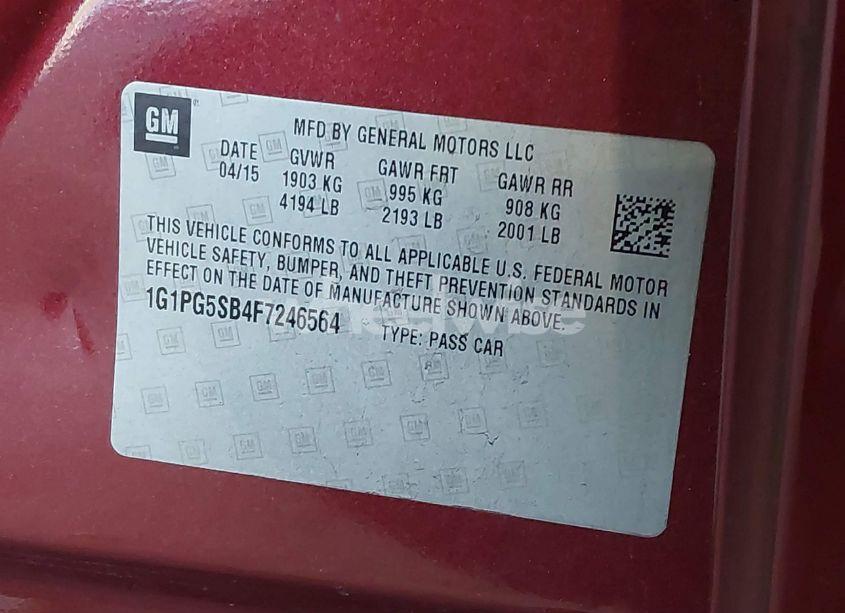 GM
MFD BY GENERAL MOTORS LLC
DATE GVWR GAWR FRT GAWR RR
04/15 1903 KG 995 KG 908 KG
4194 LB 2193 LB 2001 LB
THIS VEHICLE CONFORMS TO ALL APPLICABLE U.S. FEDERAL MOTOR
VEHICLE SAFETY, BUMPER, AND THEFT PREVENTION STANDARDS IN
EFFECT ON THE DATE OF MANUFACTURE SHOWN ABOVE.
1G1PG5SB4F7246564 TYPE: PASS CAR